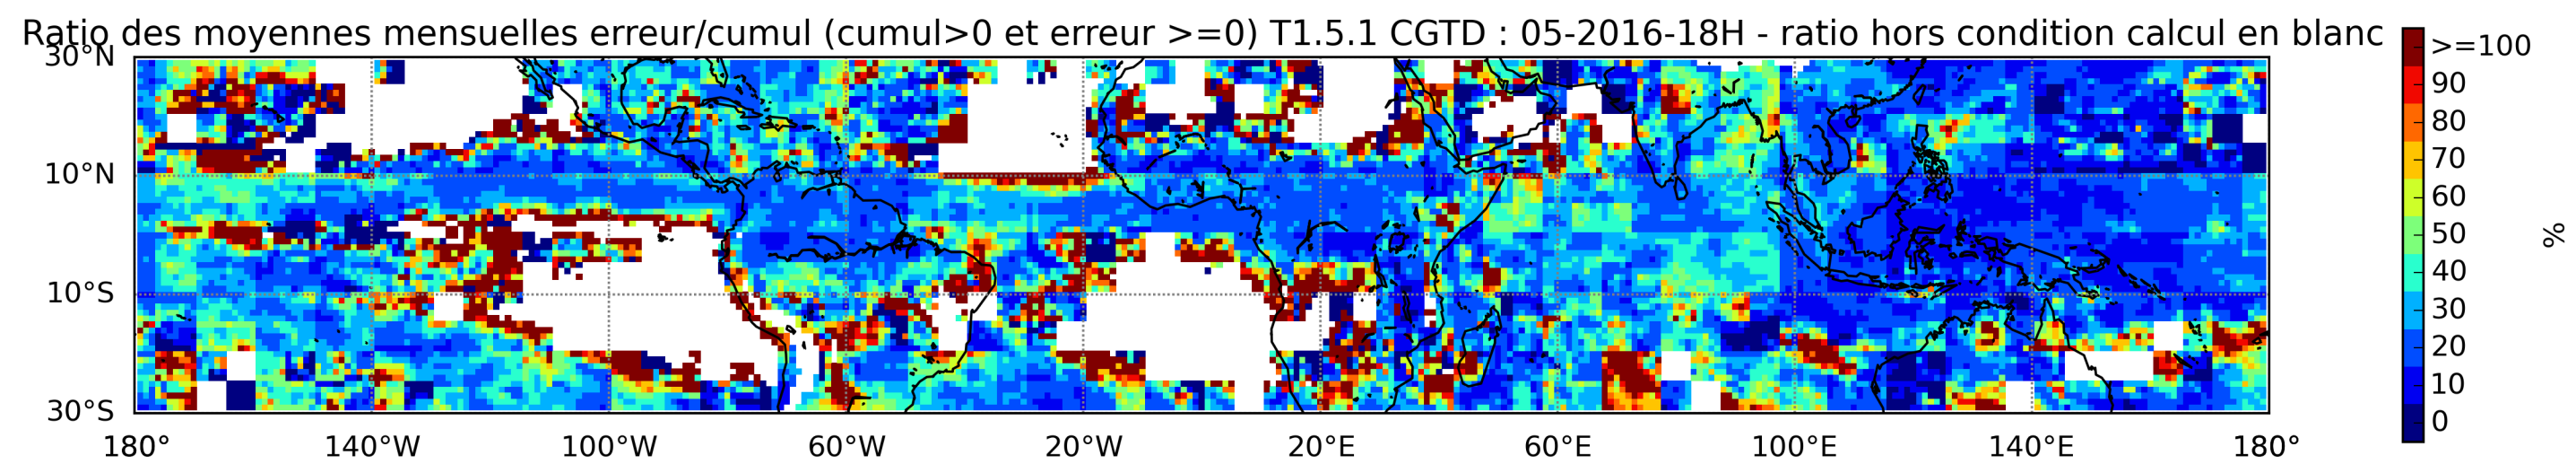 Ratio des moyennes mensuelles erreur/cumul (cumul>0 et erreur >=0) T1.5.1 CGTD : 05-2016-18H - ratio hors condition calcul en blanc
30°N
10°N
10°S
30°S
180°
140°W
100°W
60°W
20°W
20°E
60°E
100°E
140°E
180°
>=100
90
80
70
60
50
40
30
20
10
0
%